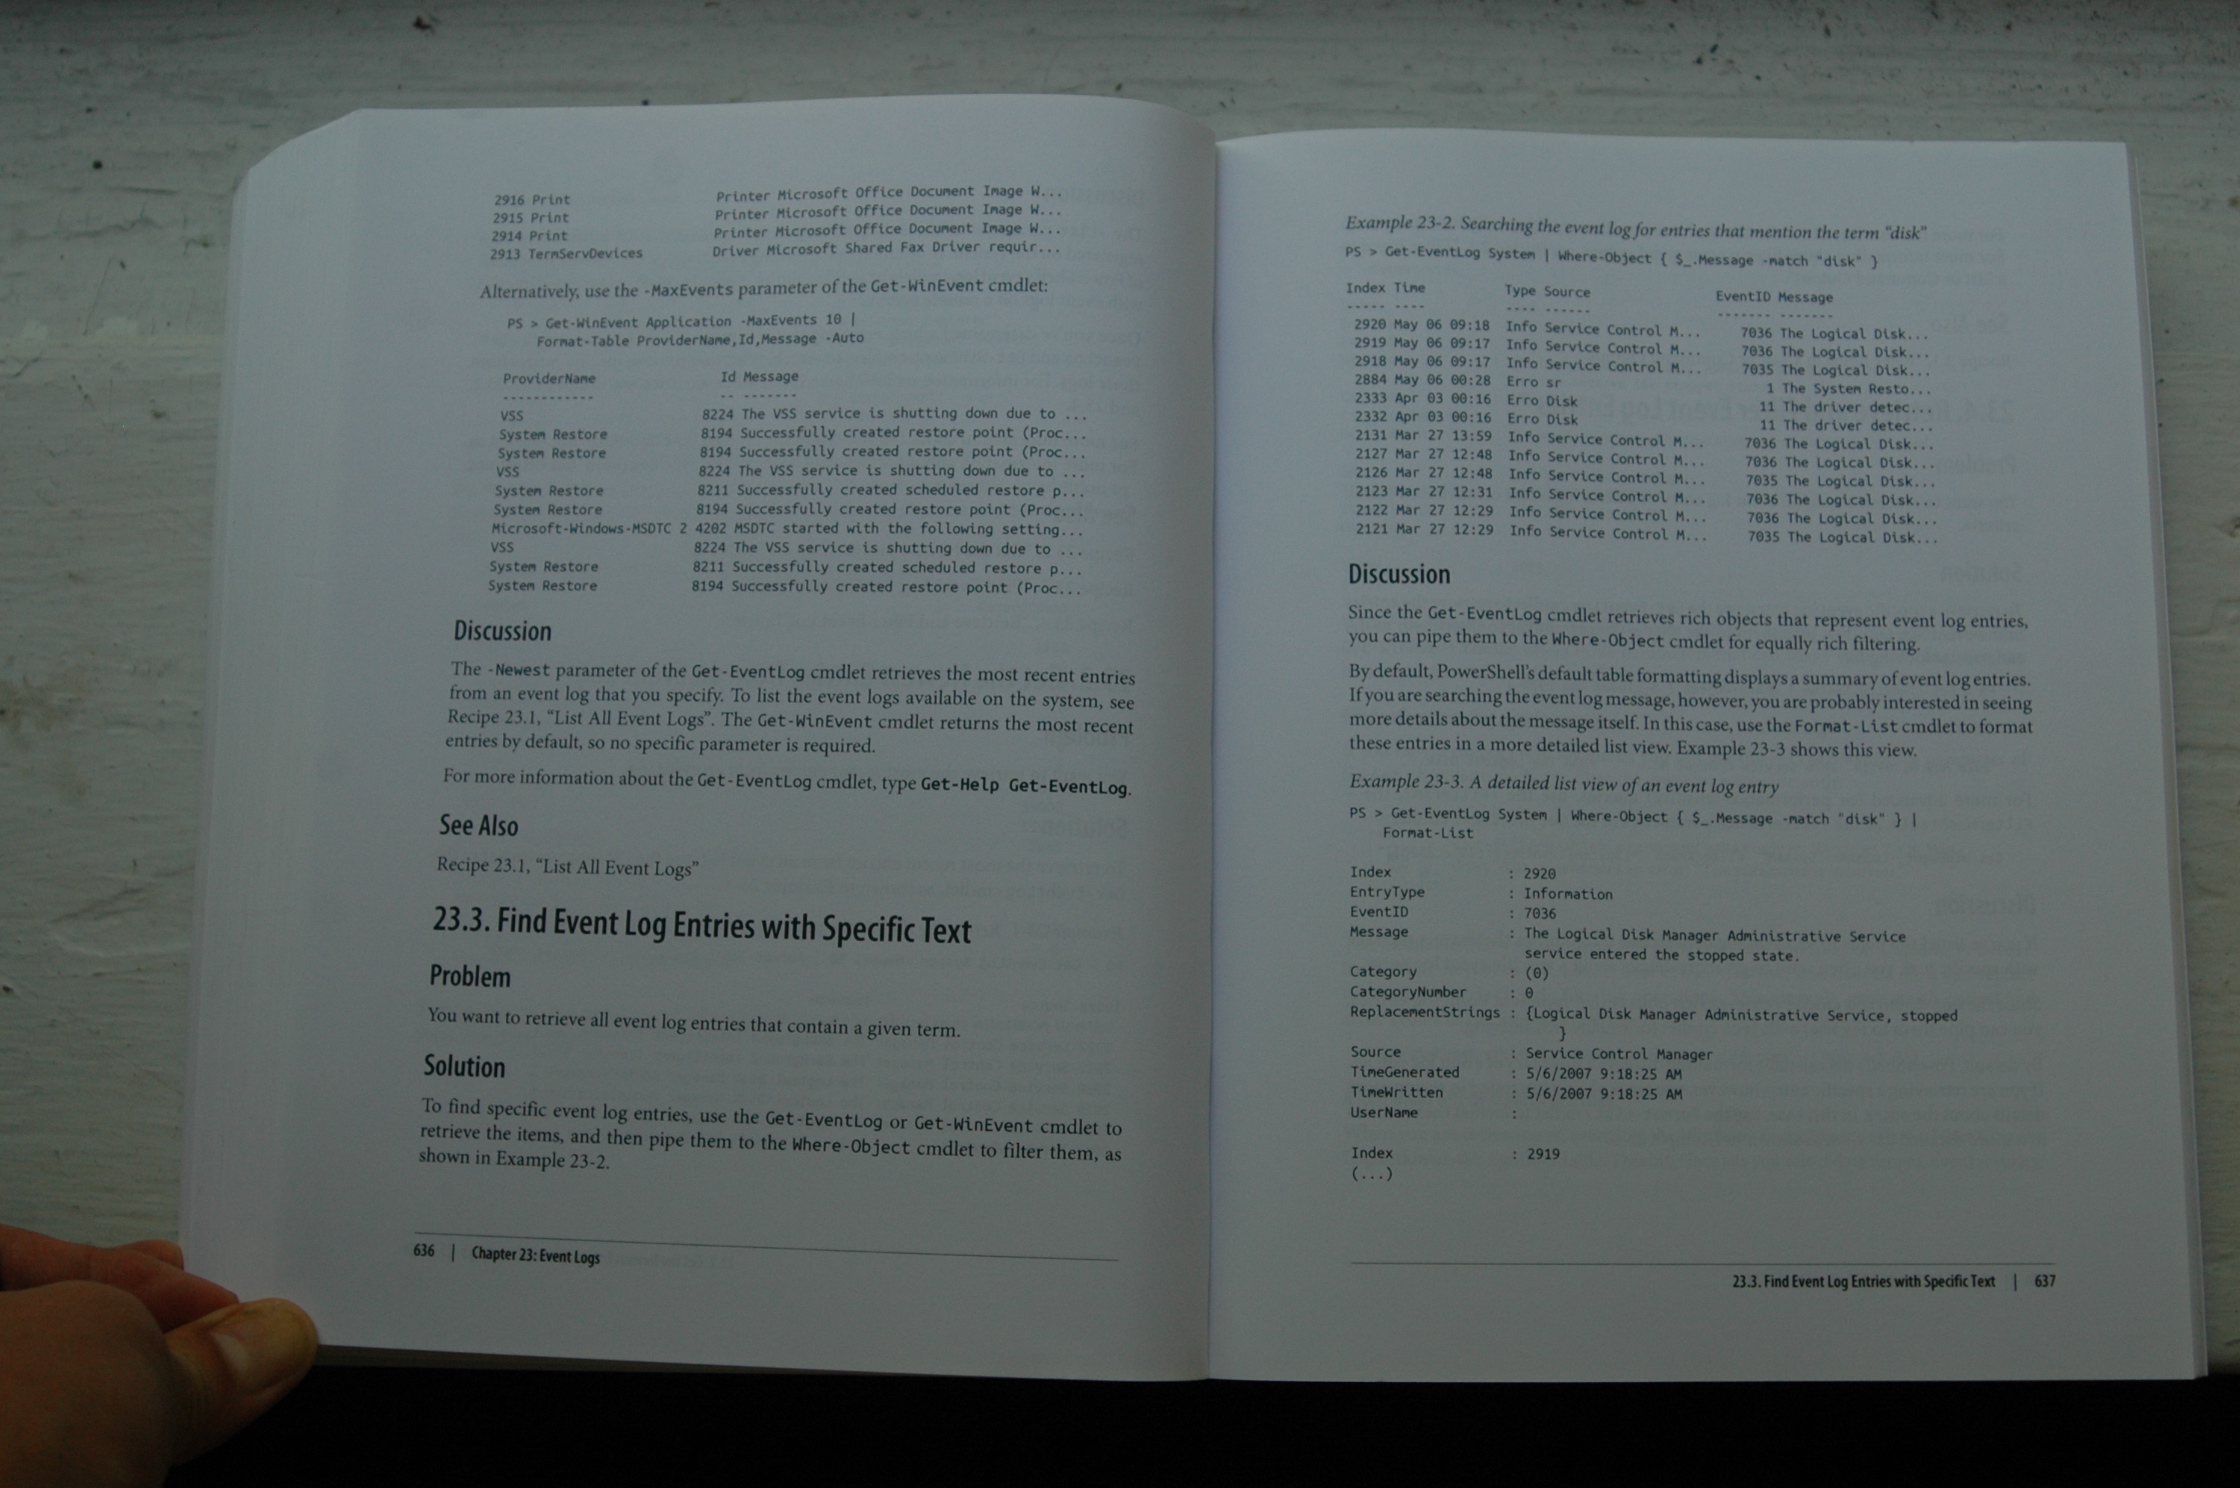 2916 Print                  Printer Microsoft Office Document Image W...
2915 Print                  Printer Microsoft Office Document Image W...
2914 Print                  Printer Microsoft Office Document Image W...
2913 TermServDevices        Driver Microsoft Shared Fax Driver requir...
Alternatively, use the -MaxEvents parameter of the Get-WinEvent cmdlet:
PS > Get-WinEvent Application -MaxEvents 10 |
    Format-Table ProviderName,Id,Message -Auto
ProviderName               Id Message
------------               -- -------
VSS                      8224 The VSS service is shutting down due to ...
System Restore           8194 Successfully created restore point (Proc...
System Restore           8194 Successfully created restore point (Proc...
VSS                      8224 The VSS service is shutting down due to ...
System Restore           8211 Successfully created scheduled restore p...
System Restore           8194 Successfully created restore point (Proc...
Microsoft-Windows-MSDTC 2 4202 MSDTC started with the following setting...
VSS                      8224 The VSS service is shutting down due to ...
System Restore           8211 Successfully created scheduled restore p...
System Restore           8194 Successfully created restore point (Proc...
Discussion
The -Newest parameter of the Get-EventLog cmdlet retrieves the most recent entries
from an event log that you specify. To list the event logs available on the system, see
Recipe 23.1, “List All Event Logs”. The Get-WinEvent cmdlet returns the most recent
entries by default, so no specific parameter is required.
For more information about the Get-EventLog cmdlet, type Get-Help Get-EventLog.
See Also
Recipe 23.1, “List All Event Logs”
23.3. Find Event Log Entries with Specific Text
Problem
You want to retrieve all event log entries that contain a given term.
Solution
To find specific event log entries, use the Get-EventLog or Get-WinEvent cmdlet to
retrieve the items, and then pipe them to the Where-Object cmdlet to filter them, as
shown in Example 23-2.
636 | Chapter 23: Event Logs
Example 23-2. Searching the event log for entries that mention the term "disk"
PS > Get-EventLog System | Where-Object { $_.Message -match "disk" }
Index Time          Type Source                EventID Message
----- ----          ---- ------                ------- -------
 2920 May 06 09:18  Info Service Control M...     7036 The Logical Disk...
 2919 May 06 09:17  Info Service Control M...     7036 The Logical Disk...
 2918 May 06 09:17  Info Service Control M...     7035 The Logical Disk...
 2884 May 06 00:28  Erro sr                          1 The System Resto...
 2333 Apr 03 00:16  Erro Disk                       11 The driver detec...
 2332 Apr 03 00:16  Erro Disk                       11 The driver detec...
 2131 Mar 27 13:59  Info Service Control M...     7036 The Logical Disk...
 2127 Mar 27 12:48  Info Service Control M...     7036 The Logical Disk...
 2126 Mar 27 12:48  Info Service Control M...     7035 The Logical Disk...
 2123 Mar 27 12:31  Info Service Control M...     7036 The Logical Disk...
 2122 Mar 27 12:29  Info Service Control M...     7036 The Logical Disk...
 2121 Mar 27 12:29  Info Service Control M...     7035 The Logical Disk...
Discussion
Since the Get-EventLog cmdlet retrieves rich objects that represent event log entries,
you can pipe them to the Where-Object cmdlet for equally rich filtering.
By default, PowerShell’s default table formatting displays a summary of event log entries.
If you are searching the event log message, however, you are probably interested in seeing
more details about the message itself. In this case, use the Format-List cmdlet to format
these entries in a more detailed list view. Example 23-3 shows this view.
Example 23-3. A detailed list view of an event log entry
PS > Get-EventLog System | Where-Object { $_.Message -match "disk" } |
    Format-List
Index              : 2920
EntryType          : Information
EventID            : 7036
Message            : The Logical Disk Manager Administrative Service
                     service entered the stopped state.
Category           : (0)
CategoryNumber     : 0
ReplacementStrings : {Logical Disk Manager Administrative Service, stopped
                         }
Source             : Service Control Manager
TimeGenerated      : 5/6/2007 9:18:25 AM
TimeWritten        : 5/6/2007 9:18:25 AM
UserName           :
Index              : 2919
(...)
23.3. Find Event Log Entries with Specific Text | 637